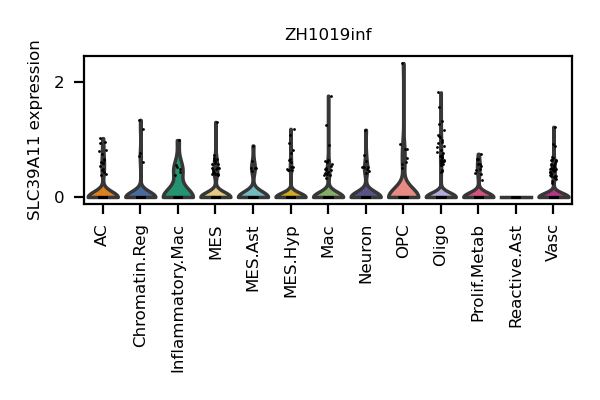 ZH1019inf
SLC39A11 expression
2
0
AC
Chromatin.Reg
Inflammatory.Mac
MES
MES.Ast
MES.Hyp
Mac
Neuron
OPC
Oligo
Prolif.Metab
Reactive.Ast
Vasc